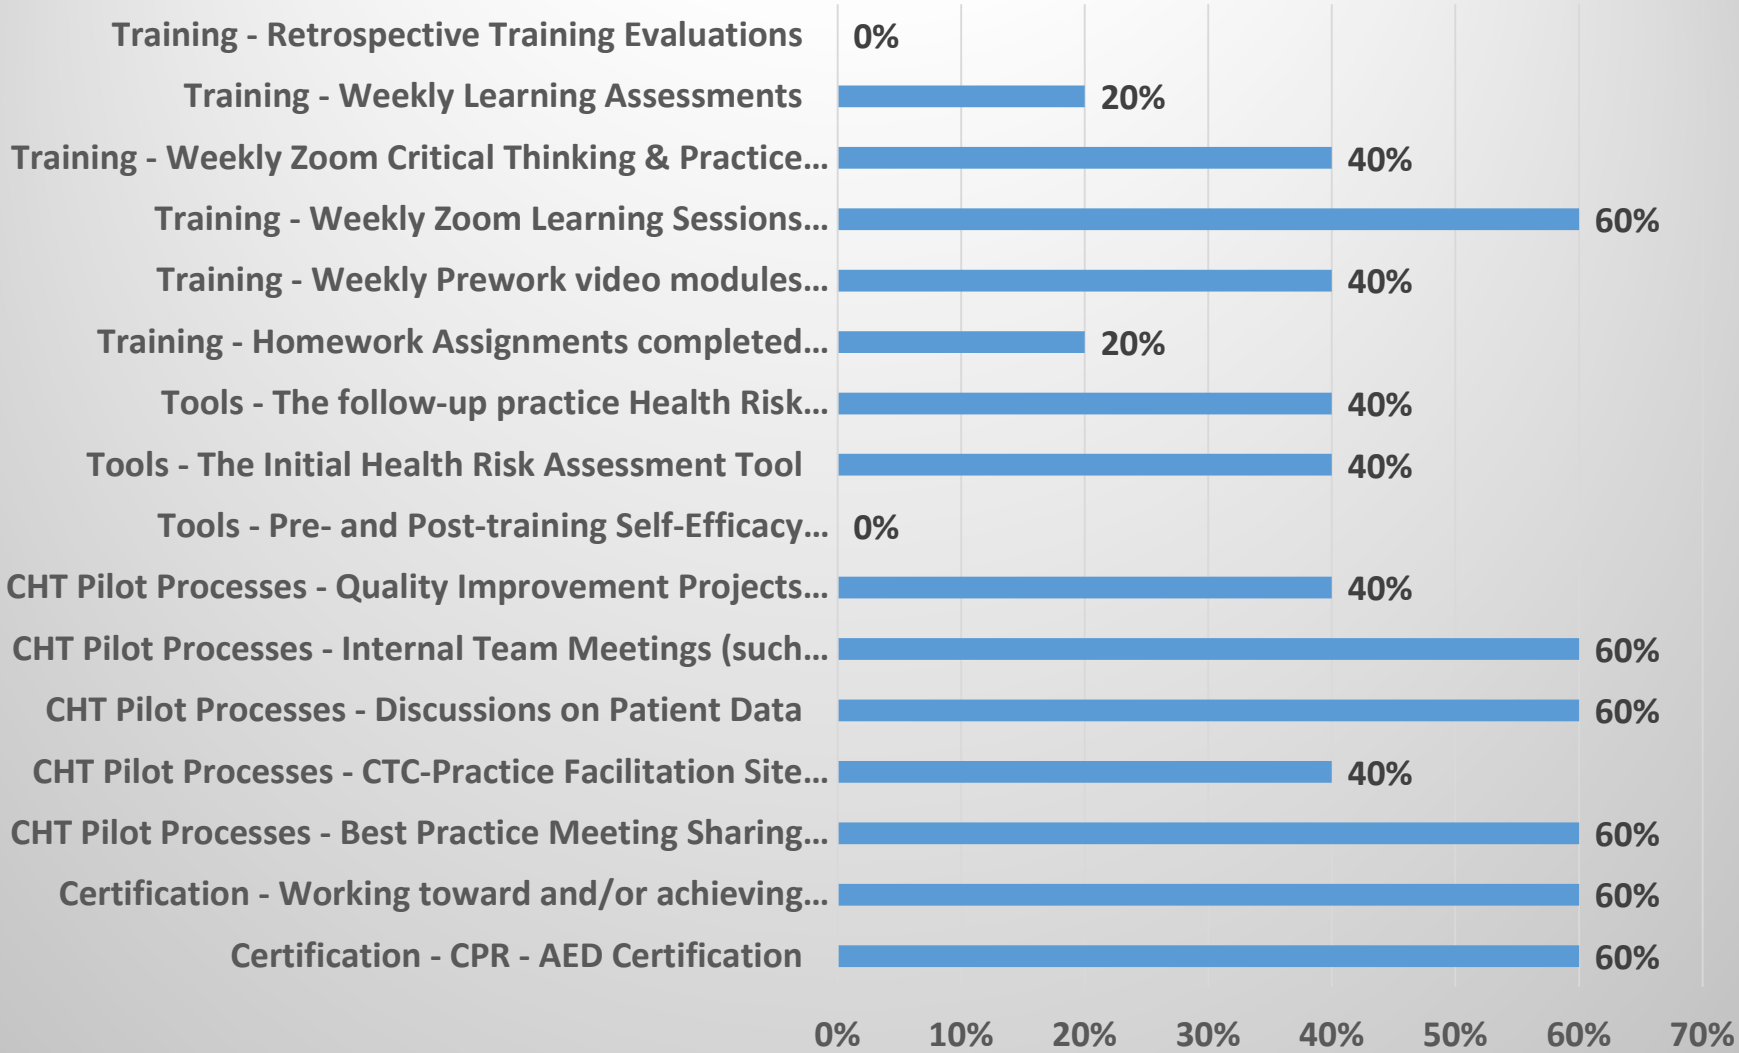 Training - Retrospective Training Evaluations 0%
Training - Weekly Learning Assessments 20%
Training - Weekly Zoom Critical Thinking & Practice... 40%
Training - Weekly Zoom Learning Sessions... 60%
Training - Weekly Prework video modules... 40%
Training - Homework Assignments completed... 20%
Tools - The follow-up practice Health Risk... 40%
Tools - The Initial Health Risk Assessment Tool 40%
Tools - Pre- and Post-training Self-Efficacy... 0%
CHT Pilot Processes - Quality Improvement Projects... 40%
CHT Pilot Processes - Internal Team Meetings (such... 60%
CHT Pilot Processes - Discussions on Patient Data 60%
CHT Pilot Processes - CTC-Practice Facilitation Site... 40%
CHT Pilot Processes - Best Practice Meeting Sharing... 60%
Certification - Working toward and/or achieving... 60%
Certification - CPR - AED Certification 60%
0% 10% 20% 30% 40% 50% 60% 70%